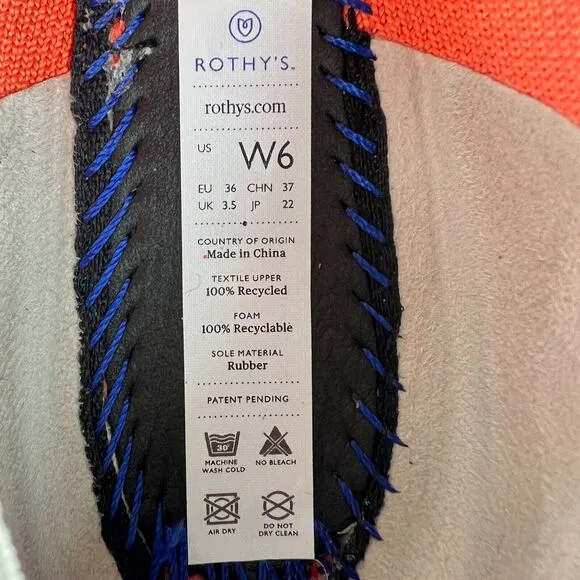 ROTHY'S™
rothys.com
US W6
EU 36 CHN 37
UK 3.5 JP 22
COUNTRY OF ORIGIN
Made in China
TEXTILE UPPER
100% Recycled
FOAM
100% Recyclable
SOLE MATERIAL
Rubber
PATENT PENDING
30°
MACHINE WASH COLD
NO BLEACH
AIR DRY
DO NOT DRY CLEAN